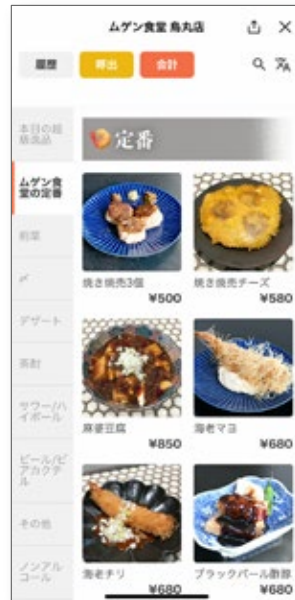 ムゲン食堂 烏丸店
履歴
呼出
会計
定番
ムゲン食
堂の定番
前菜
〆
デザート
茶酎
サワー/ハ
イボール
ビール/ビ
アカクテ
ル
その他
ノンアル
コール
焼き焼売3個
¥500
焼き焼売チーズ
¥580
麻婆豆腐
¥850
海老マヨ
¥680
海老チリ
¥680
ブラックパール酢豚
¥680